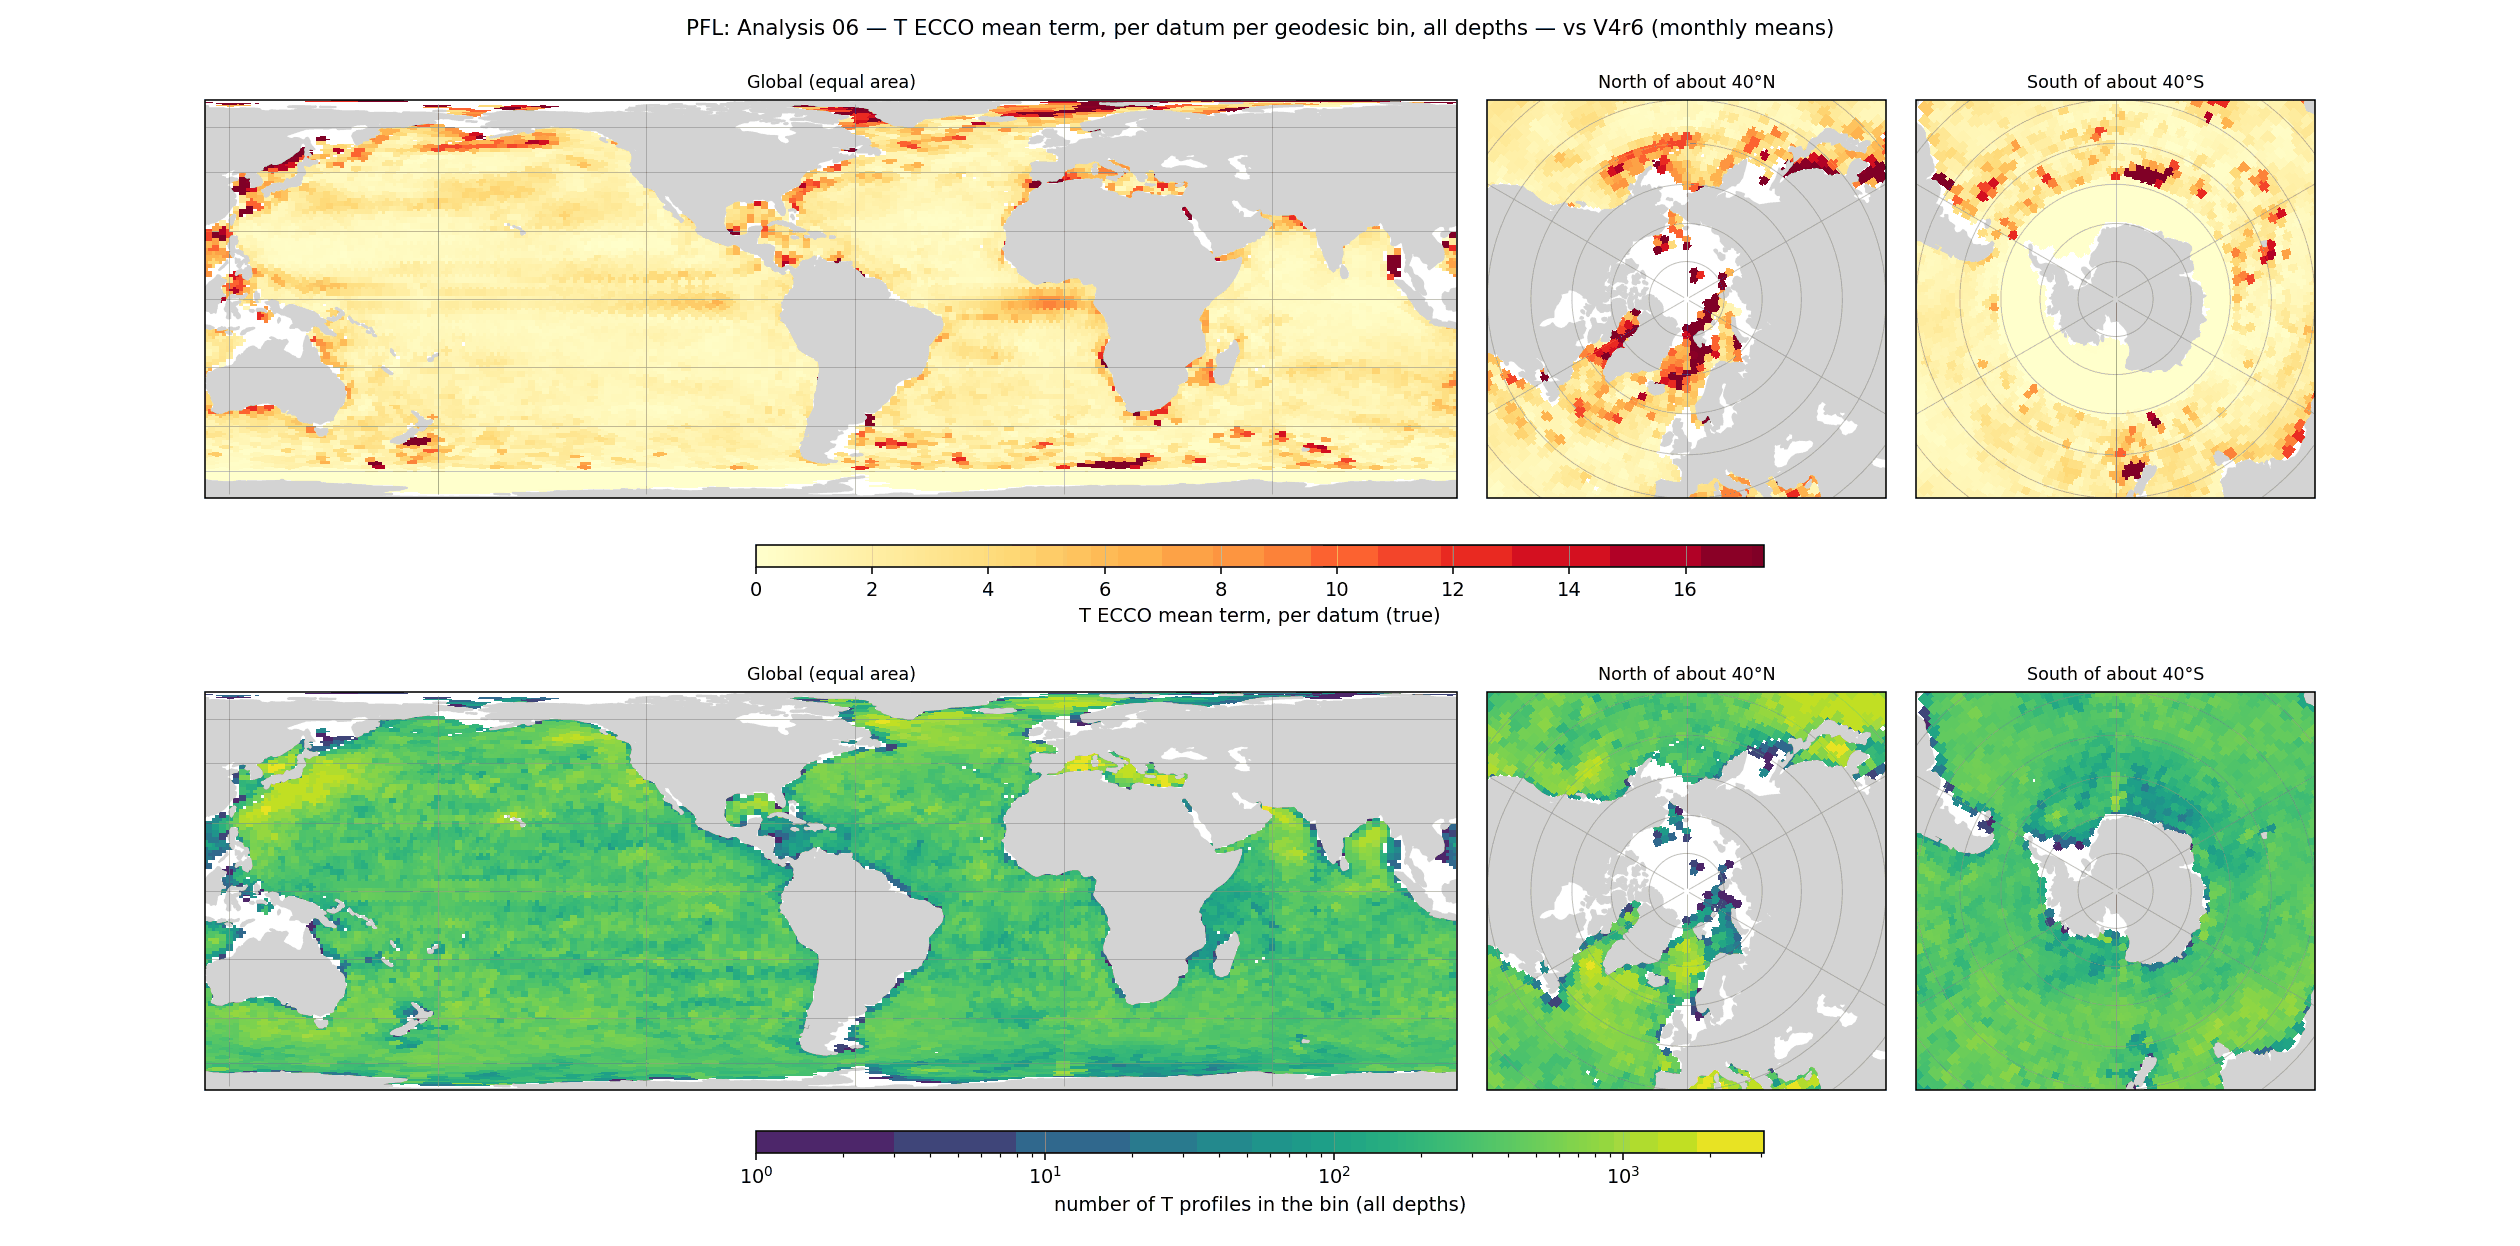 PFL: Analysis 06 — T ECCO mean term, per datum per geodesic bin, all depths — vs V4r6 (monthly means)
Global (equal area)
North of about 40°N
South of about 40°S
0 2 4 6 8 10 12 14 16
T ECCO mean term, per datum (true)
Global (equal area)
North of about 40°N
South of about 40°S
10⁰ 10¹ 10² 10³
number of T profiles in the bin (all depths)